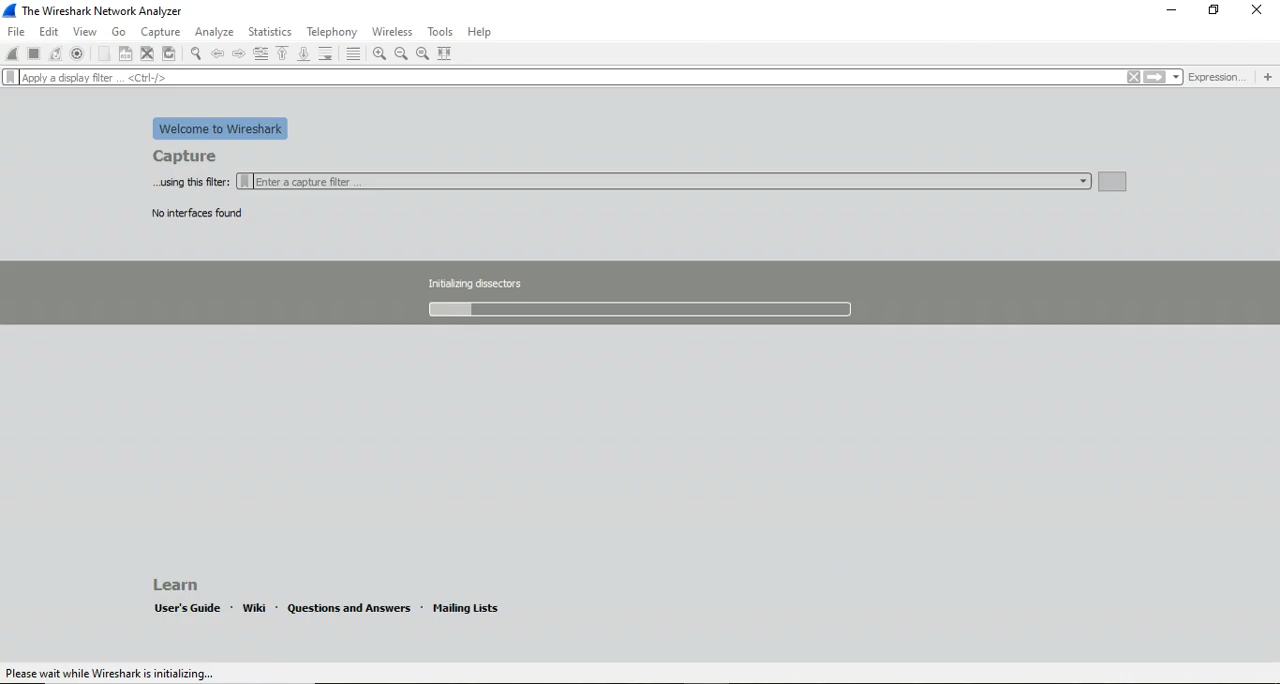 The Wireshark Network Analyzer
File Edit View Go Capture Analyze Statistics Telephony Wireless Tools Help
Apply a display filter ... <Ctrl-/>
Expression... +
Welcome to Wireshark
Capture
...using this filter: Enter a capture filter ...
No interfaces found
Initializing dissectors
Learn
User's Guide · Wiki · Questions and Answers · Mailing Lists
Please wait while Wireshark is initializing...